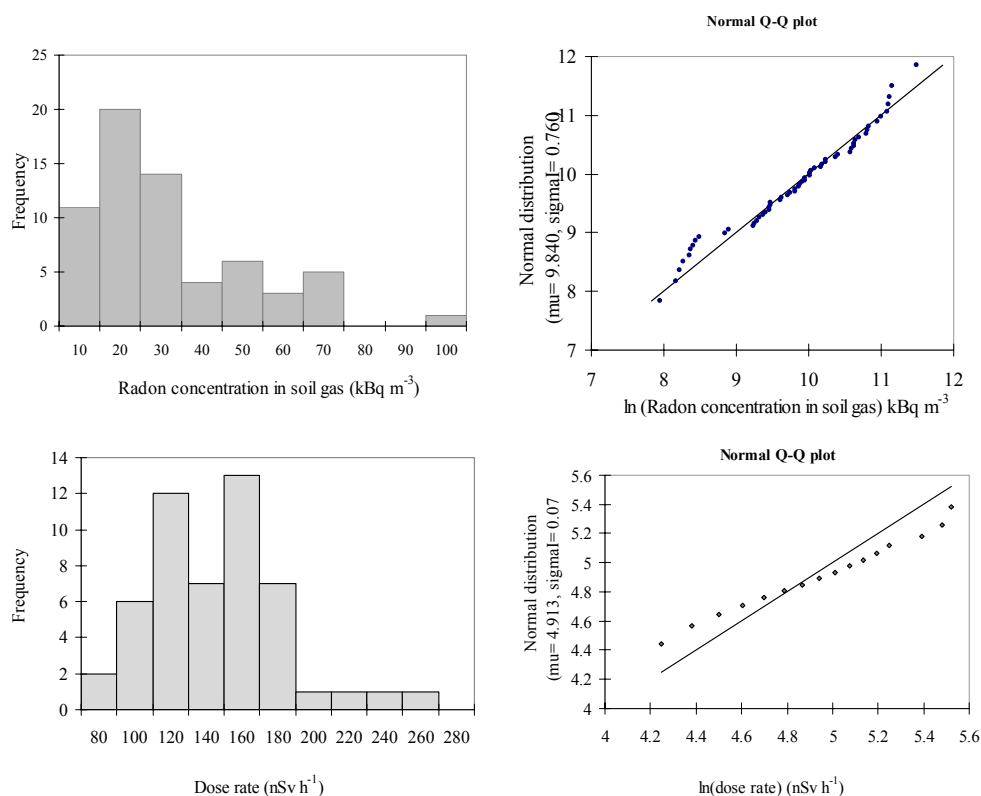 25
20
15
10
5
0
Frequency
10 20 30 40 50 60 70 80 90 100
Radon concentration in soil gas (kBq m⁻³)
Normal Q-Q plot
12
11
10
9
8
7
Normal distribution
(mu= 9.840, sigmaI= 0.760
7 8 9 10 11 12
ln (Radon concentration in soil gas) kBq m⁻³
14
12
10
8
6
4
2
0
Frequency
80 100 120 140 160 180 200 220 240 260 280
Dose rate (nSv h⁻¹)
Normal Q-Q plot
5.6
5.4
5.2
5
4.8
4.6
4.4
4.2
4
Normal distribution
(mu= 4.913, sigmaI= 0.07
4 4.2 4.4 4.6 4.8 5 5.2 5.4 5.6
ln(dose rate) (nSv h⁻¹)